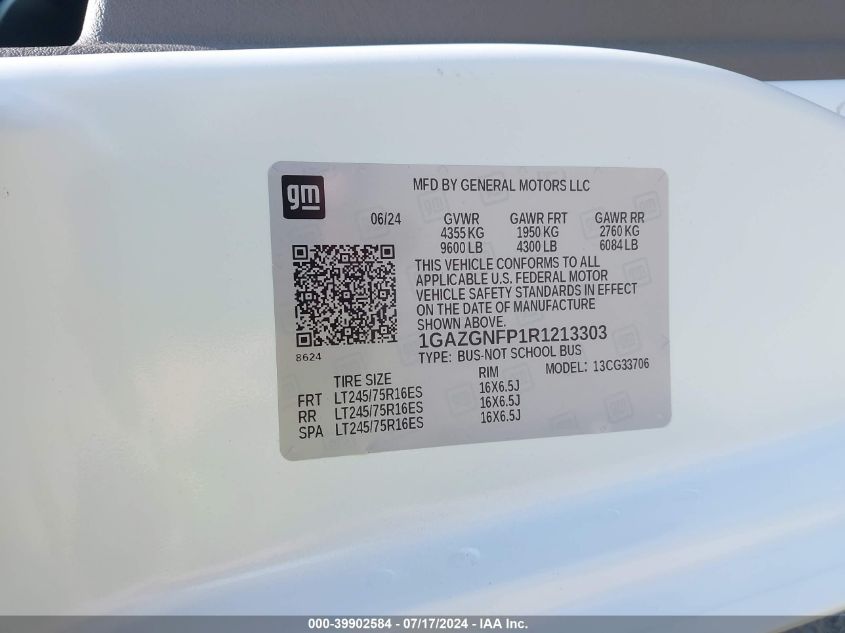 gm
MFD BY GENERAL MOTORS LLC
06/24 GVWR GAWR FRT GAWR RR
4355 KG 1950 KG 2760 KG
9600 LB 4300 LB 6084 LB
THIS VEHICLE CONFORMS TO ALL
APPLICABLE U.S. FEDERAL MOTOR
VEHICLE SAFETY STANDARDS IN EFFECT
ON THE DATE OF MANUFACTURE
SHOWN ABOVE.
1GAZGNFP1R1213303
8624
TYPE: BUS-NOT SCHOOL BUS
MODEL: 13CG33706
TIRE SIZE RIM
FRT LT245/75R16ES 16X6.5J
RR LT245/75R16ES 16X6.5J
SPA LT245/75R16ES 16X6.5J
000-39902584 - 07/17/2024 - IAA Inc.